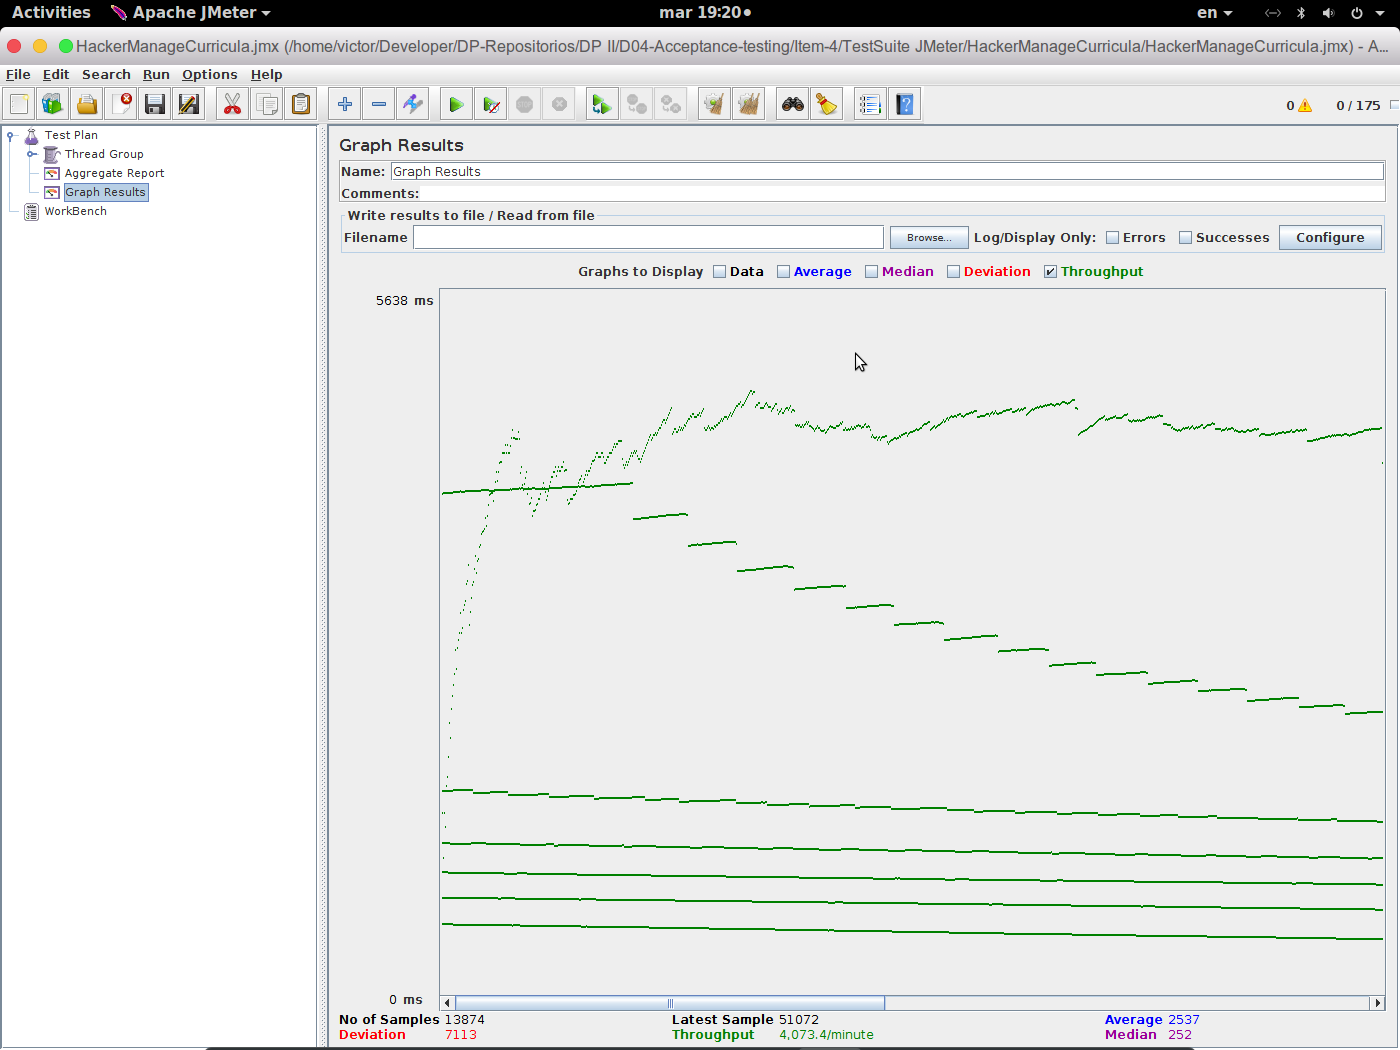 Activities Apache JMeter mar 19:20 en
HackerManageCurricula.jmx (/home/victor/Developer/DP-Repositorios/DP II/D04-Acceptance-testing/Item-4/TestSuite JMeter/HackerManageCurricula/HackerManageCurricula.jmx) - A...
File Edit Search Run Options Help
0 0 / 175
Test Plan
Thread Group
Aggregate Report
Graph Results
WorkBench
Graph Results
Name: Graph Results
Comments:
Write results to file / Read from file
Filename Browse... Log/Display Only: Errors Successes Configure
Graphs to Display Data Average Median Deviation Throughput
5638 ms
0 ms
No of Samples 13874 Latest Sample 51072 Average 2537
Deviation 7113 Throughput 4,073.4/minute Median 252